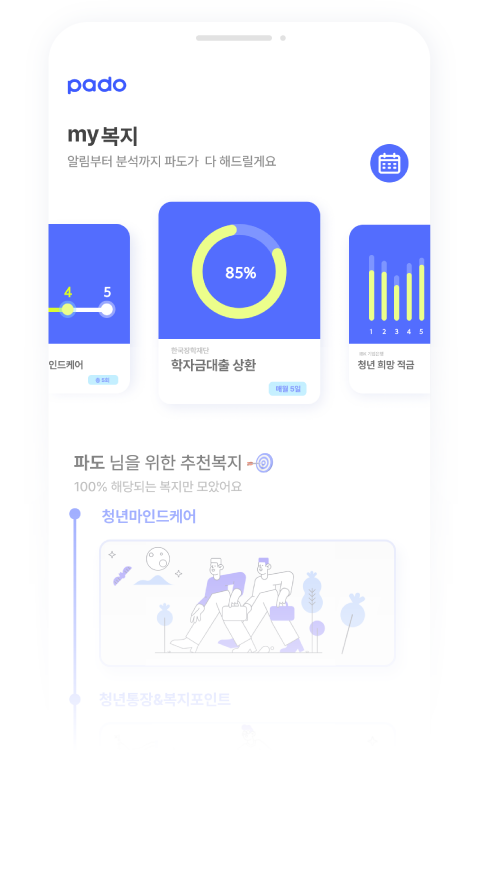 pado
my복지
알림부터 분석까지 파도가 다 해드릴게요
4 5
인드케어
총 5회
85%
한국장학재단
학자금대출 상환
매월 5일
1 2 3 4 5
청년 희망 적금
파도 님을 위한 추천복지
100% 해당되는 복지만 모았어요
청년마인드케어
청년통장&복지포인트